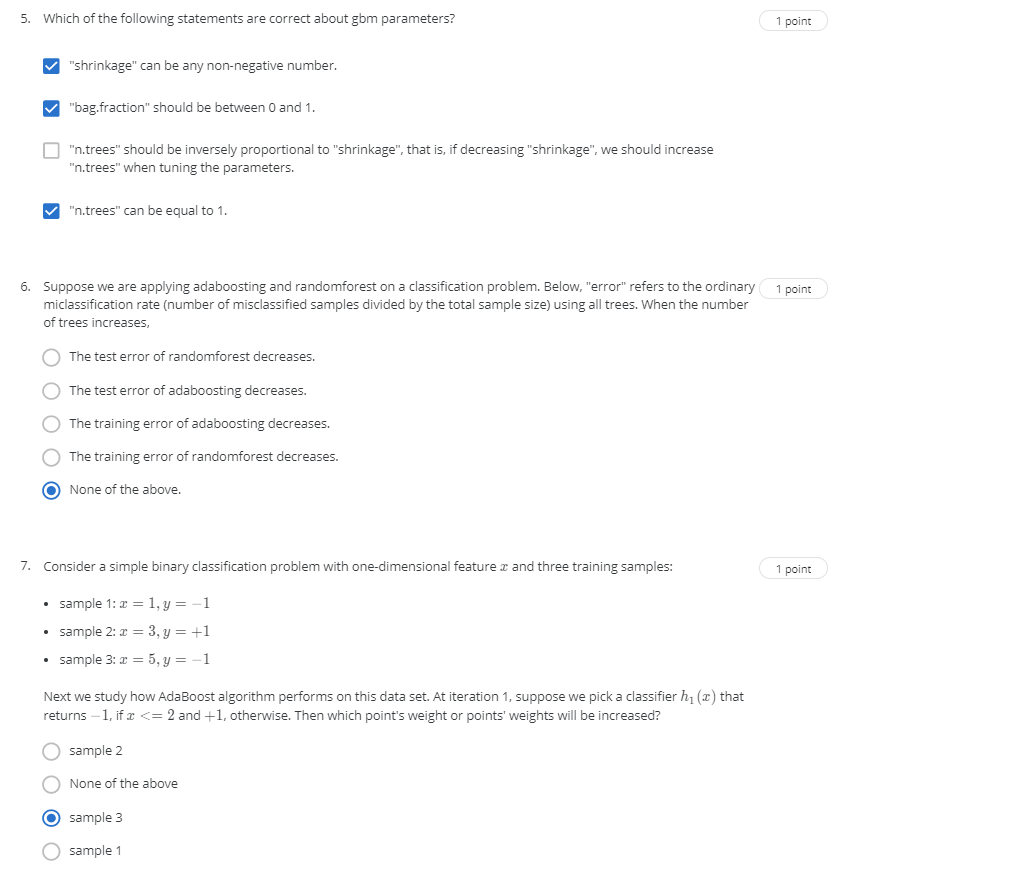 5. Which of the following statements are correct about gbm parameters?
1 point
"shrinkage" can be any non-negative number.
"bag.fraction" should be between 0 and 1.
"n.trees" should be inversely proportional to "shrinkage", that is, if decreasing "shrinkage", we should increase
"n.trees" when tuning the parameters.
"n.trees" can be equal to 1.
6. Suppose we are applying adaboosting and randomforest on a classification problem. Below, "error" refers to the ordinary
1 point
miclassification rate (number of misclassified samples divided by the total sample size) using all trees. When the number
of trees increases,
The test error of randomforest decreases.
The test error of adaboosting decreases.
The training error of adaboosting decreases.
The training error of randomforest decreases.
None of the above.
7. Consider a simple binary classification problem with one-dimensional feature x and three training samples:
1 point
• sample 1: x = 1, y = −1
• sample 2: x = 3, y = +1
• sample 3: x = 5, y = −1
Next we study how AdaBoost algorithm performs on this data set. At iteration 1, suppose we pick a classifier h₁ (x) that
returns −1, if x <= 2 and +1, otherwise. Then which point's weight or points' weights will be increased?
sample 2
None of the above
sample 3
sample 1